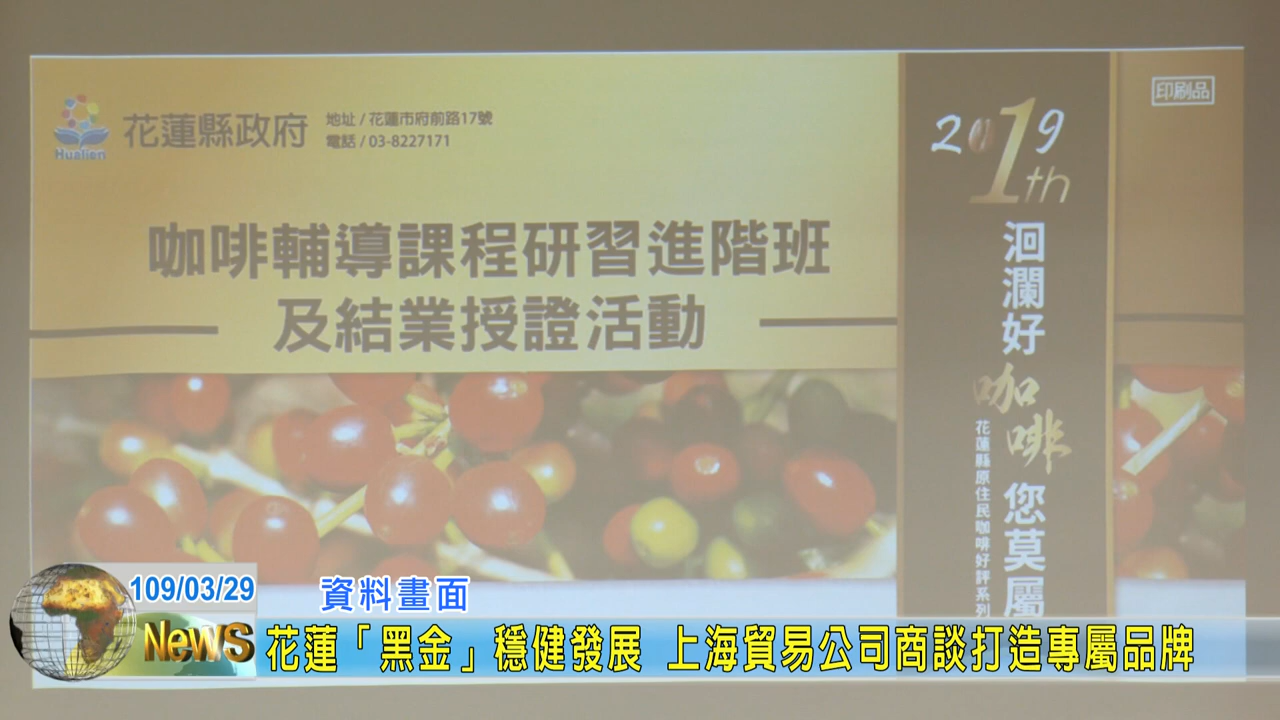 Hualien
花蓮縣政府
地址 / 花蓮市府前路17號
電話 / 03-8227171
咖啡輔導課程研習進階班
及結業授證活動
印刷品
2019
1th
洄瀾好咖啡您莫屬
花蓮縣原住民咖啡好評系列
109/03/29
資料畫面
News
花蓮「黑金」穩健發展 上海貿易公司商談打造專屬品牌